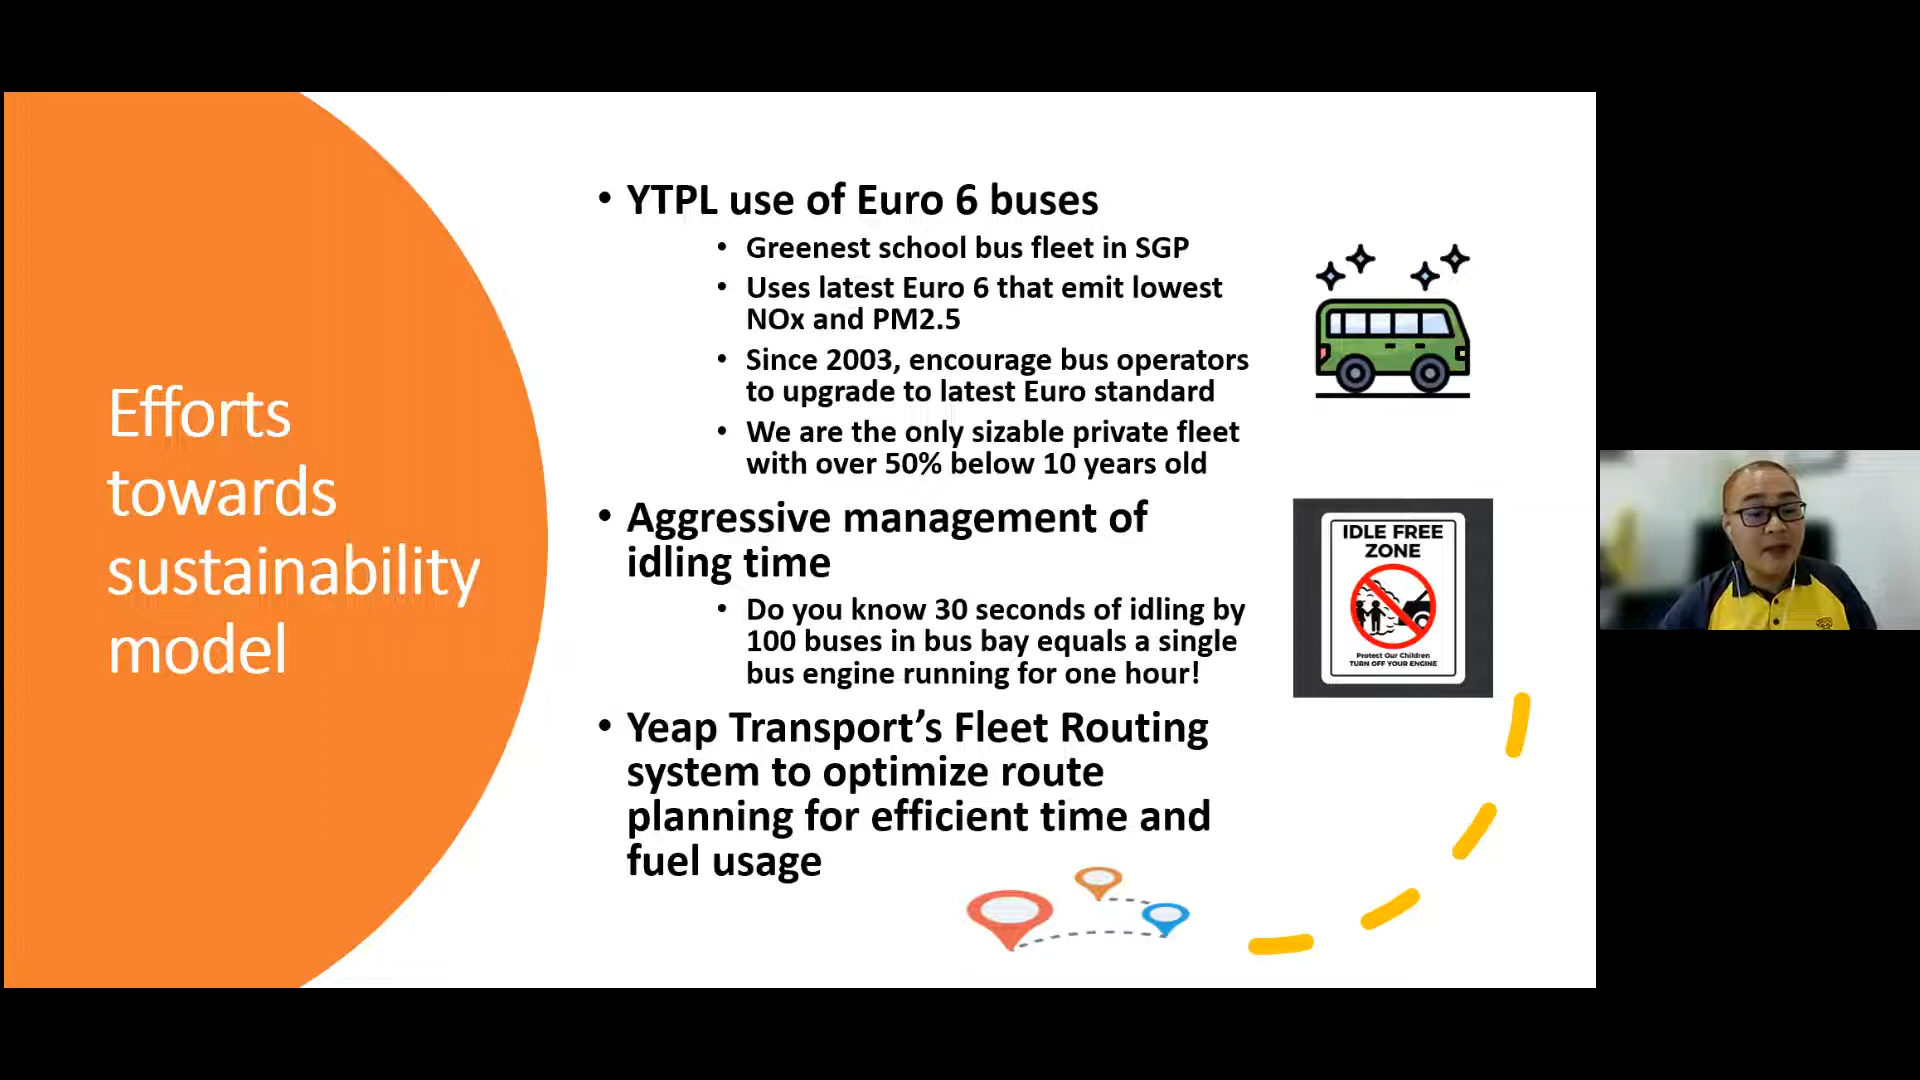 Efforts
towards
sustainability
model
• YTPL use of Euro 6 buses
• Greenest school bus fleet in SGP
• Uses latest Euro 6 that emit lowest
NOx and PM2.5
• Since 2003, encourage bus operators
to upgrade to latest Euro standard
• We are the only sizable private fleet
with over 50% below 10 years old
• Aggressive management of
idling time
• Do you know 30 seconds of idling by
100 buses in bus bay equals a single
bus engine running for one hour!
• Yeap Transport’s Fleet Routing
system to optimize route
planning for efficient time and
fuel usage
IDLE FREE
ZONE
Protect Our Children
TURN OFF YOUR ENGINE